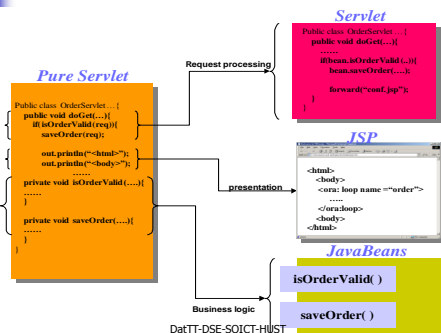 Pure Servlet
Public class OrderServlet…{
public void doGet(…){
if(isOrderValid(req)){
saveOrder(req);
out.println("<html>");
out.println("<body>");
……
private void isOrderValid(….){
……
}
private void saveOrder(….){
……
}
}
Request processing
presentation
Business logic
Servlet
Public class OrderServlet…{
public void doGet(…){
……
if(bean.isOrderValid(..)){
bean.saveOrder(….);
forward("conf.jsp");
}
}
JSP
<html>
<body>
<ora: loop name ="order">
…..
</ora:loop>
<body>
</html>
JavaBeans
isOrderValid( )
saveOrder( )
DatTT-DSE-SOICT-HUST